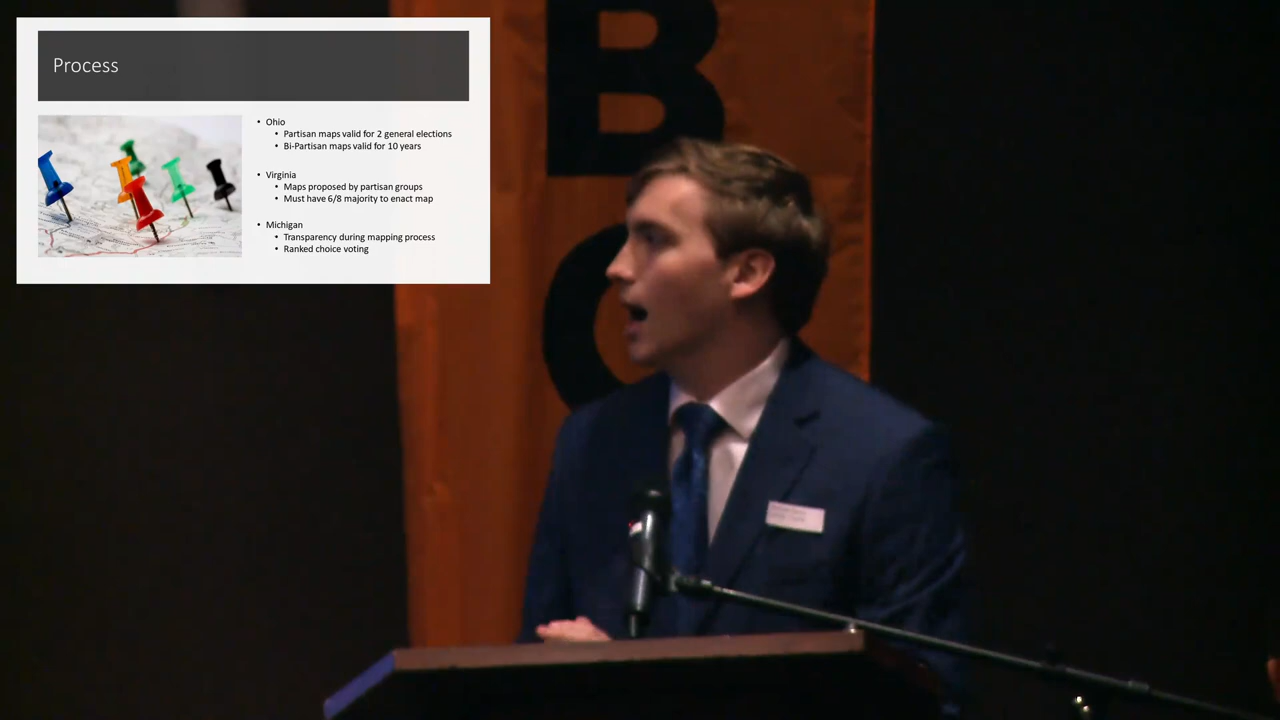 Process
• Ohio
• Partisan maps valid for 2 general elections
• Bi-Partisan maps valid for 10 years
• Virginia
• Maps proposed by partisan groups
• Must have 6/8 majority to enact map
• Michigan
• Transparency during mapping process
• Ranked choice voting
B